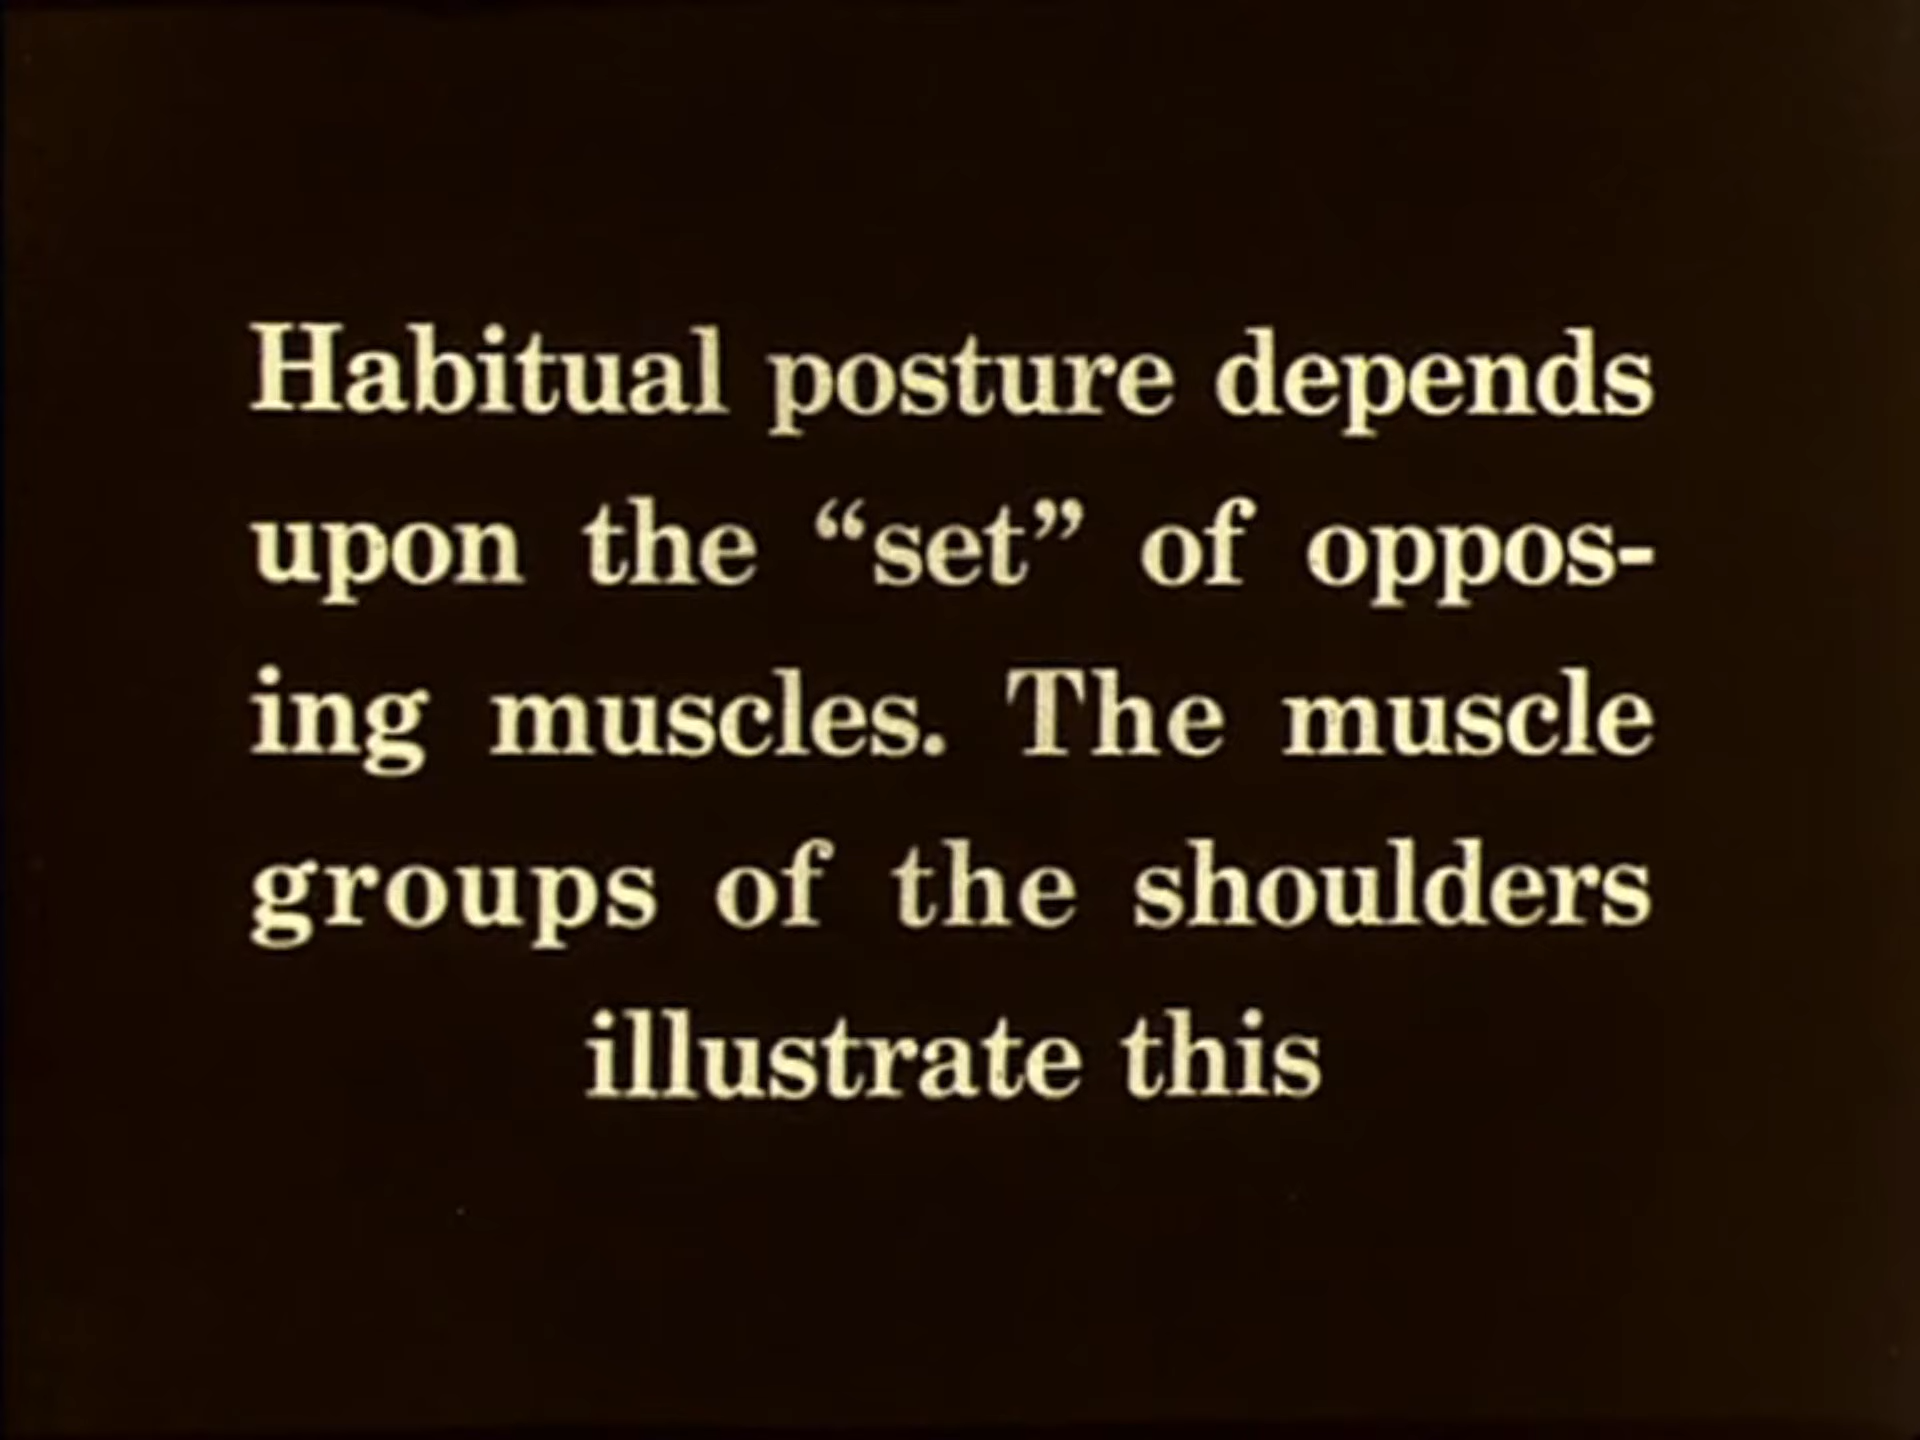 Habitual posture depends
upon the “set” of oppos-
ing muscles. The muscle
groups of the shoulders
illustrate this